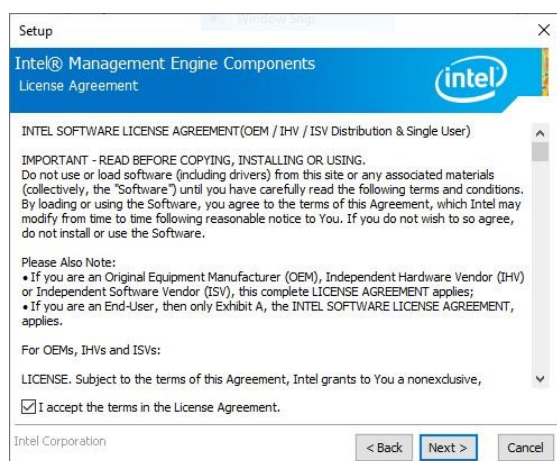 Window Snip
Setup
Intel® Management Engine Components
License Agreement
intel
INTEL SOFTWARE LICENSE AGREEMENT(OEM / IHV / ISV Distribution & Single User)
IMPORTANT - READ BEFORE COPYING, INSTALLING OR USING.
Do not use or load software (including drivers) from this site or any associated materials
(collectively, the "Software") until you have carefully read the following terms and conditions.
By loading or using the Software, you agree to the terms of this Agreement, which Intel may
modify from time to time following reasonable notice to You. If you do not wish to so agree,
do not install or use the Software.
Please Also Note:
• If you are an Original Equipment Manufacturer (OEM), Independent Hardware Vendor (IHV)
or Independent Software Vendor (ISV), this complete LICENSE AGREEMENT applies;
• If you are an End-User, then only Exhibit A, the INTEL SOFTWARE LICENSE AGREEMENT,
applies.
For OEMs, IHVs and ISVs:
LICENSE. Subject to the terms of this Agreement, Intel grants to You a nonexclusive,
I accept the terms in the License Agreement.
Intel Corporation
< Back Next > Cancel